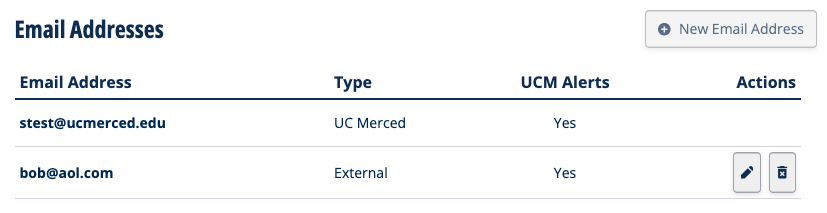 Email Addresses
New Email Address
Email Address Type UCM Alerts Actions
stest@ucmerced.edu UC Merced Yes
bob@aol.com External Yes